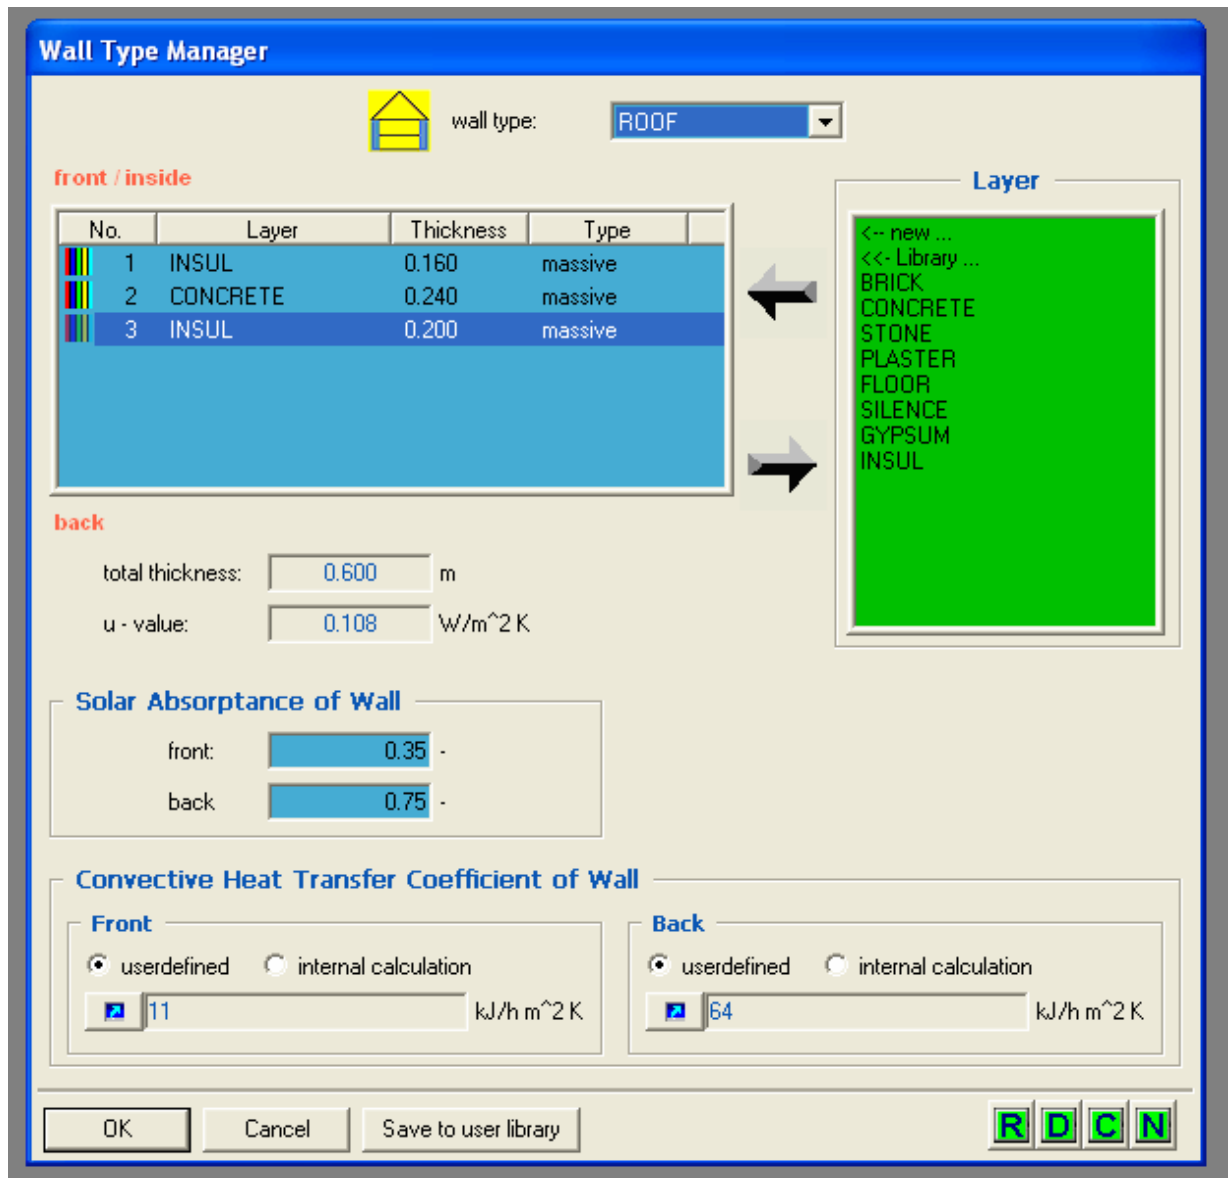 Wall Type Manager
wall type: ROOF
front / inside
No. Layer Thickness Type
1 INSUL 0.160 massive
2 CONCRETE 0.240 massive
3 INSUL 0.200 massive
back
total thickness: 0.600 m
u - value: 0.108 W/m^2 K
Layer
<-- new ...
<<- Library ...
BRICK
CONCRETE
STONE
PLASTER
FLOOR
SILENCE
GYPSUM
INSUL
Solar Absorptance of Wall
front: 0.35 -
back 0.75 -
Convective Heat Transfer Coefficient of Wall
Front
userdefined internal calculation
11 kJ/h m^2 K
Back
userdefined internal calculation
64 kJ/h m^2 K
OK Cancel Save to user library R D C N